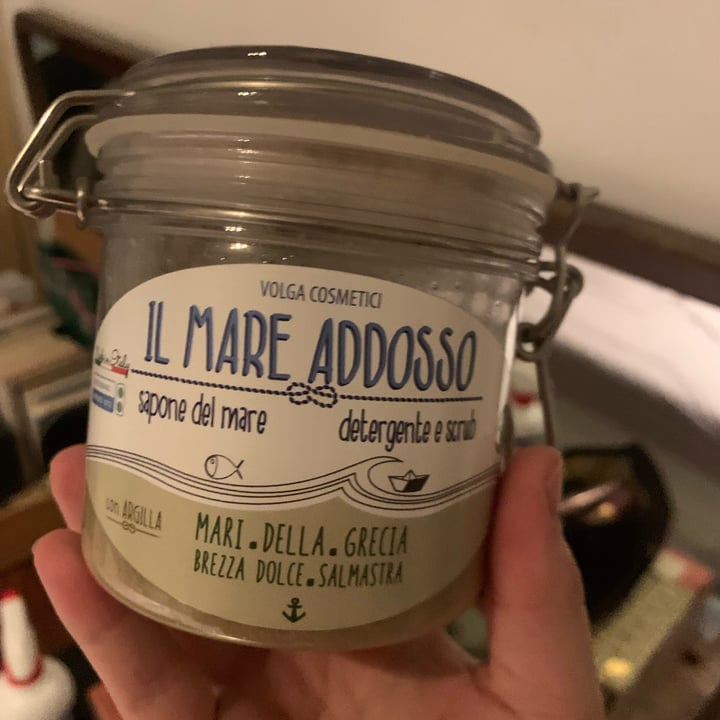 VOLGA COSMETICI
IL MARE ADDOSSO
sapone del mare
detergente e scrub
con ARGILLA
MARI.DELLA.GRECIA
BREZZA DOLCE.SALMASTRA